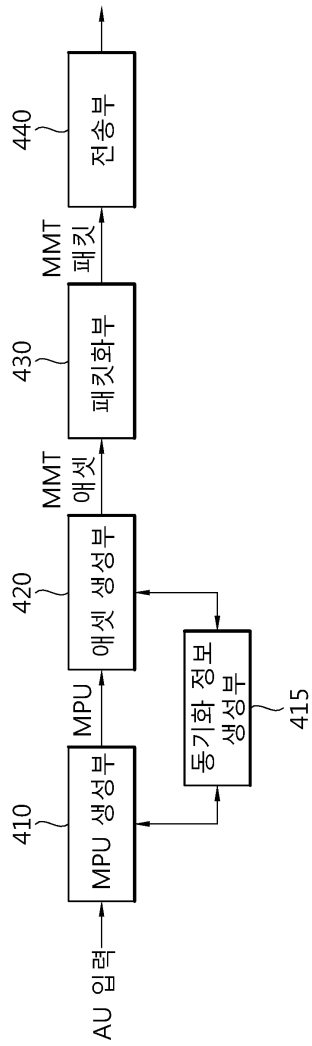 410
420
430
440
AU 입력
MPU 생성부
MPU
애셋 생성부
MMT
애셋
패킷화부
MMT
패킷
전송부
동기화 정보
생성부
415